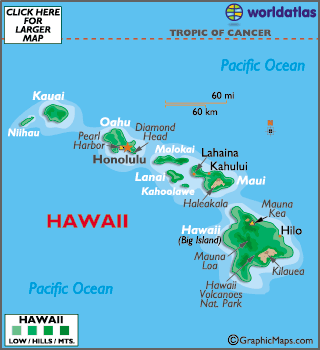 CLICK HERE
FOR
LARGER
MAP
worldatlas
TROPIC OF CANCER
Pacific Ocean
60 mi
60 km
Kauai
Niihau
Oahu
Pearl
Harbor
Diamond
Head
Honolulu
Molokai
Lahaina
Kahului
Lanai
Maui
Kahoolawe
Haleakala
HAWAII
Mauna
Kea
Hawaii
(Big Island)
Hilo
Mauna
Loa
Kilauea
Hawaii
Volcanoes
Nat. Park
Pacific Ocean
HAWAII
LOW / HILLS / MTS.
©GraphicMaps.com